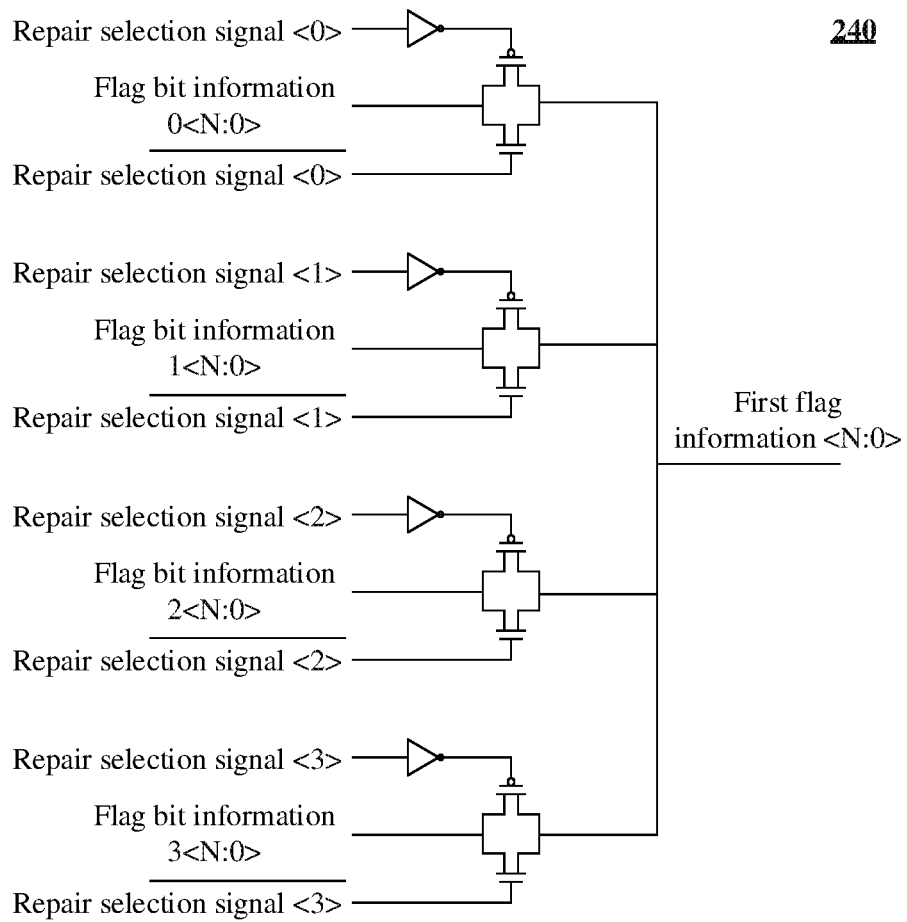 Repair selection signal <0>
240
Flag bit information
0<N:0>
Repair selection signal <0>
Repair selection signal <1>
Flag bit information
1<N:0>
Repair selection signal <1>
First flag
information <N:0>
Repair selection signal <2>
Flag bit information
2<N:0>
Repair selection signal <2>
Repair selection signal <3>
Flag bit information
3<N:0>
Repair selection signal <3>